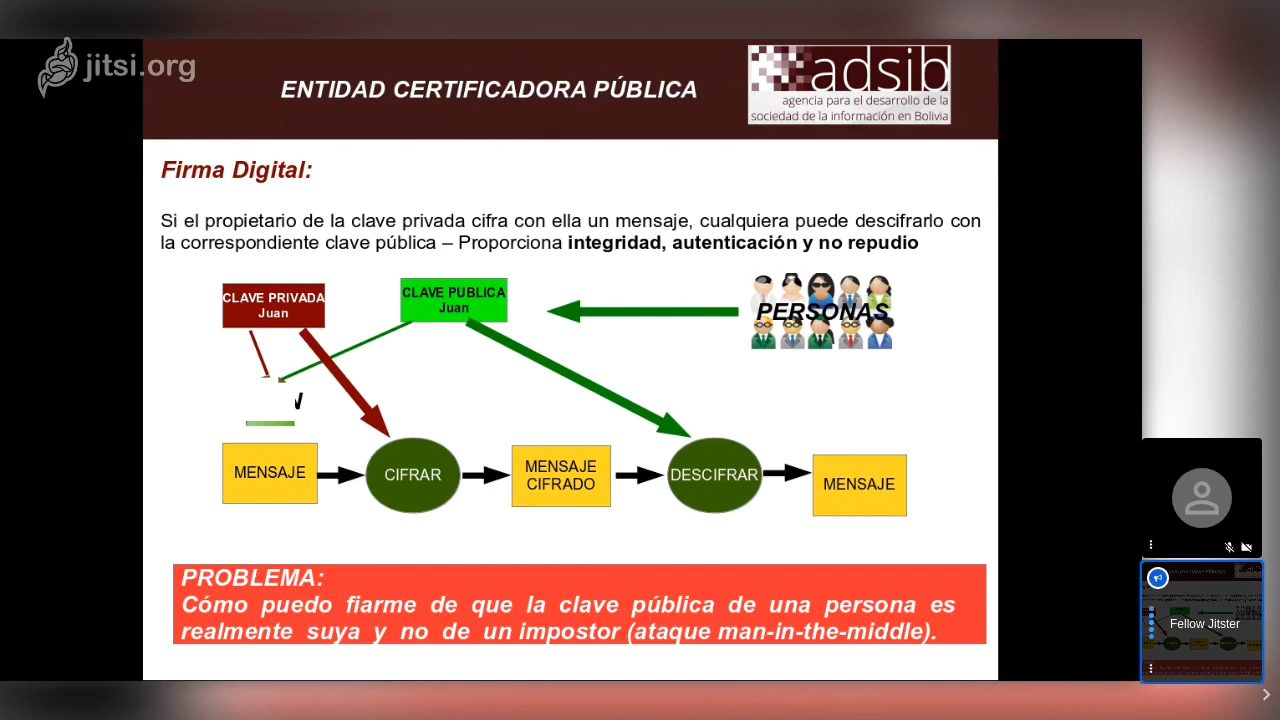 jitsi.org
ENTIDAD CERTIFICADORA PÚBLICA
adsib
agencia para el desarrollo de la
sociedad de la información en Bolivia
Firma Digital:
Si el propietario de la clave privada cifra con ella un mensaje, cualquiera puede descifrarlo con
la correspondiente clave pública – Proporciona integridad, autenticación y no repudio
CLAVE PRIVADA
Juan
CLAVE PUBLICA
Juan
PERSONAS
MENSAJE
CIFRAR
MENSAJE
CIFRADO
DESCIFRAR
MENSAJE
PROBLEMA:
Cómo puedo fiarme de que la clave pública de una persona es
realmente suya y no de un impostor (ataque man-in-the-middle).
Fellow Jitster